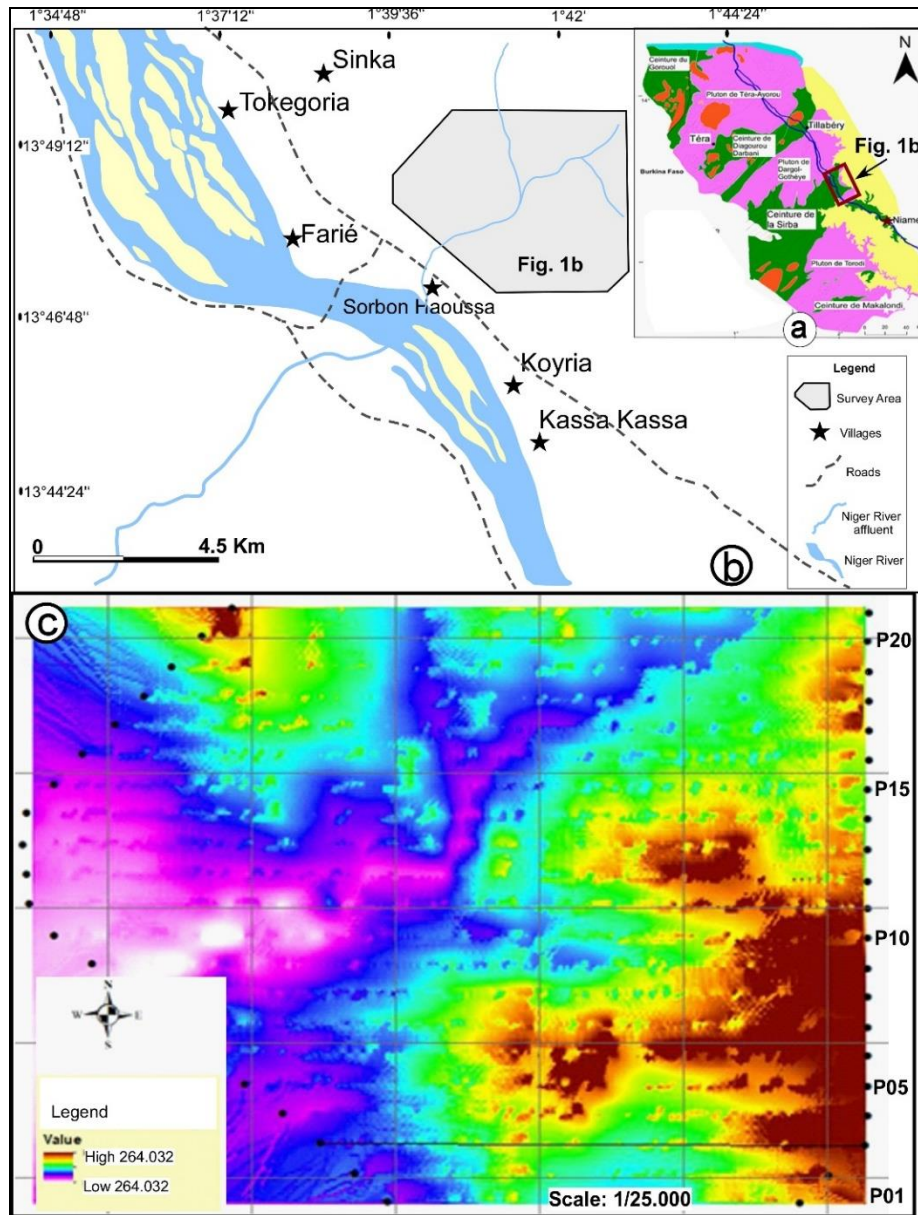 1°34'48"
1°37'12"
1°39'36"
1°42'
1°44'24"
Sinka
Tokegoria
13°49'12"
Farié
Fig. 1b
Sorbon Haoussa
13°46'48"
Koyria
Kassa Kassa
13°44'24"
0
4.5 Km
b
N
Ceinture du
Gorouol
Pluton de Téra-Ayorou
Tillabéry
Téra
Ceinture de
Diagourou
Darbani
Fig. 1b
Pluton de
Dargol-
Gothèye
Burkina Faso
Niame
Ceinture de
la Sirba
Pluton de Torodi
Ceinture de Makalondi
a
Legend
Survey Area
Villages
Roads
Niger River
affluent
Niger River
c
P20
P15
P10
P05
P01
N
W
E
S
Legend
Value
High 264.032
Low 264.032
Scale: 1/25.000